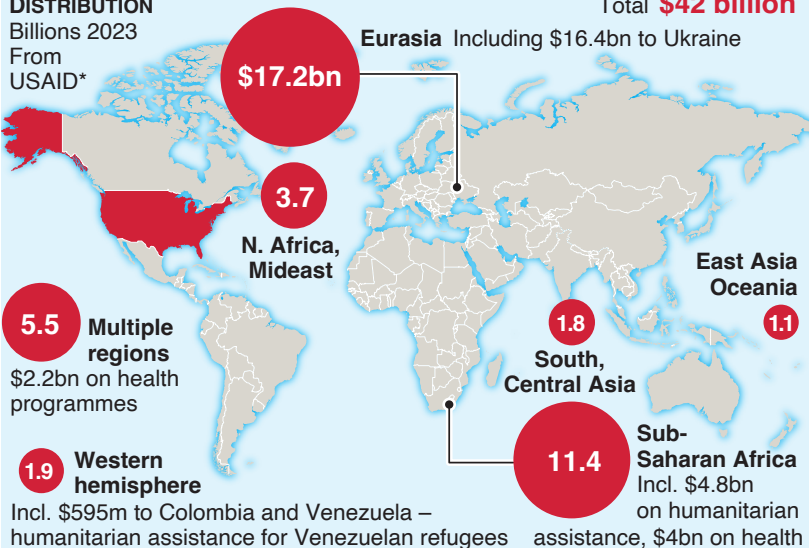 DISTRIBUTION
Billions 2023
From
USAID*
Total $42 billion
Eurasia Including $16.4bn to Ukraine
$17.2bn
3.7
N. Africa,
Mideast
East Asia
Oceania
1.1
5.5
Multiple
regions
$2.2bn on health
programmes
1.8
South,
Central Asia
1.9
Western
hemisphere
Incl. $595m to Colombia and Venezuela –
humanitarian assistance for Venezuelan refugees
11.4
Sub-
Saharan Africa
Incl. $4.8bn
on humanitarian
assistance, $4bn on health